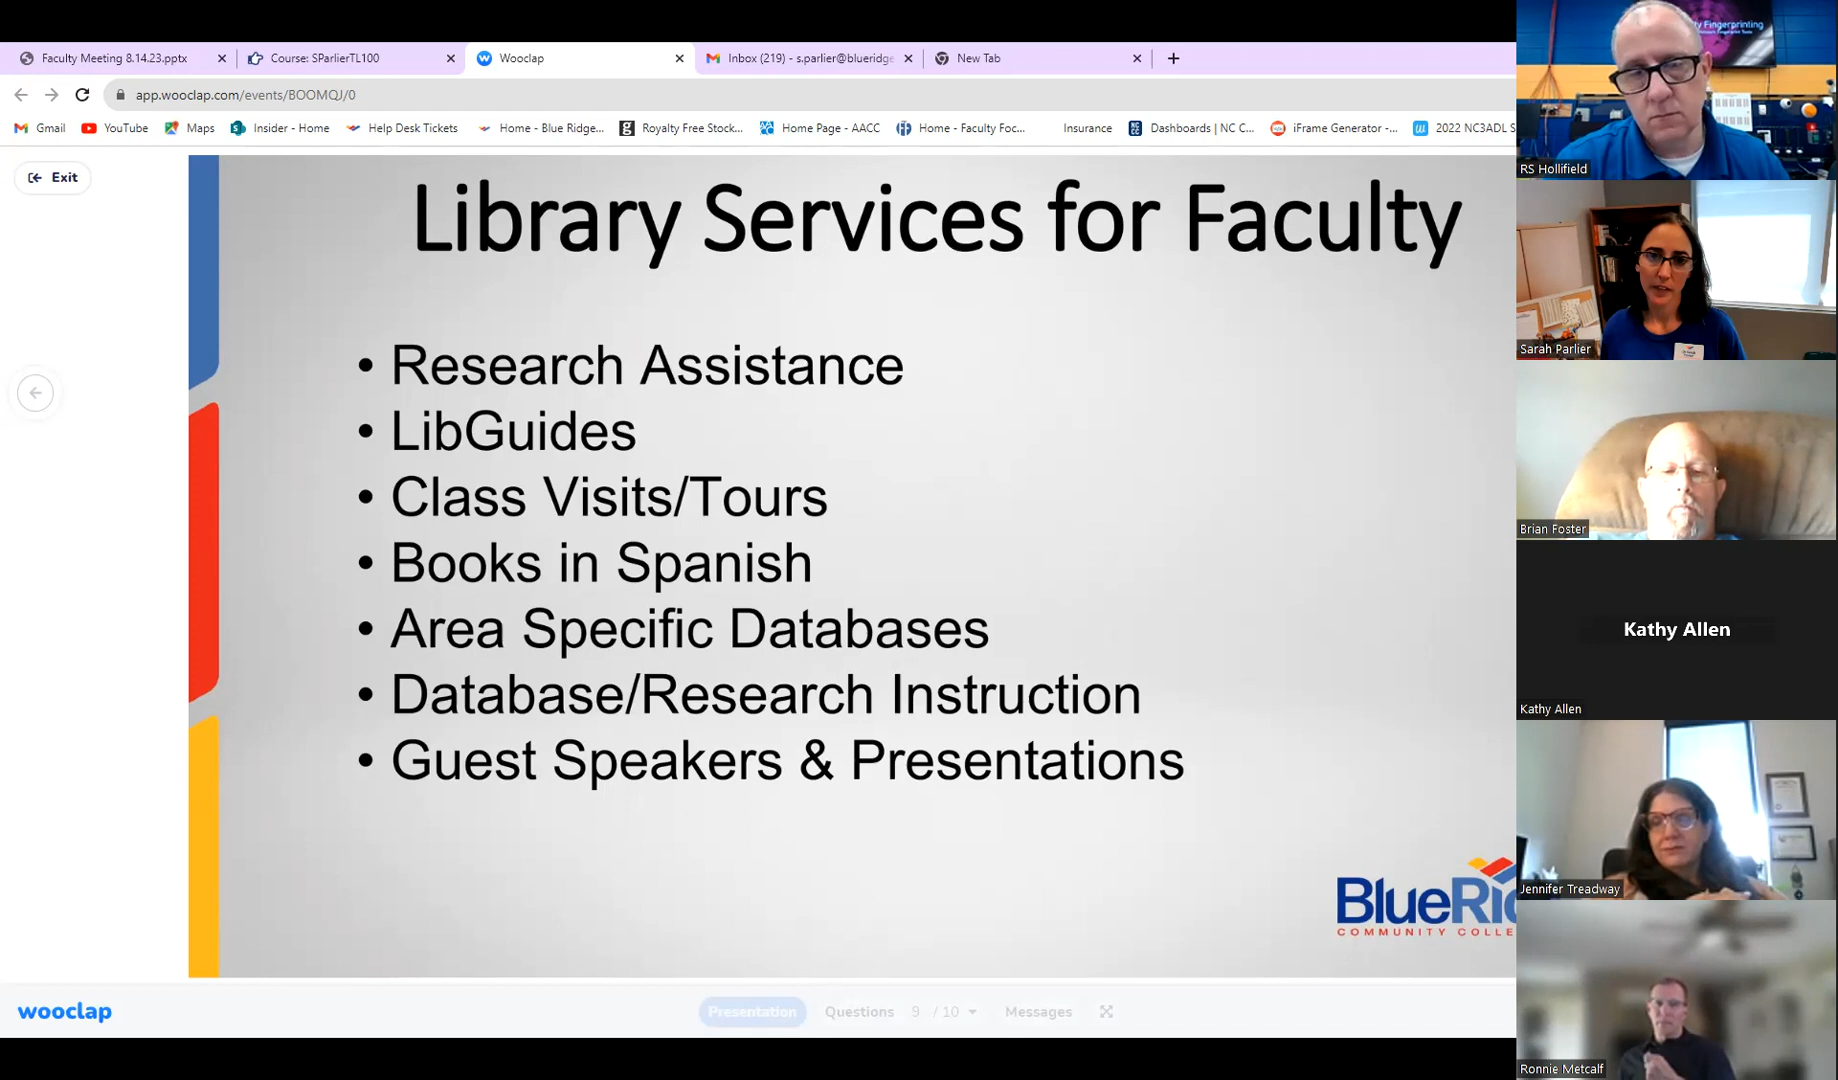 Faculty Meeting 8.14.23.pptx
Course: SParlierTL100
Wooclap
Inbox (219) - s.parlier@blueridge
New Tab
app.wooclap.com/events/BOOMQJ/0
Gmail
YouTube
Maps
Insider - Home
Help Desk Tickets
Home - Blue Ridge...
Royalty Free Stock...
Home Page - AACC
Home - Faculty Foc...
Insurance
Dashboards | NC C...
iFrame Generator -...
2022 NC3ADL S
Exit
Library Services for Faculty
• Research Assistance
• LibGuides
• Class Visits/Tours
• Books in Spanish
• Area Specific Databases
• Database/Research Instruction
• Guest Speakers & Presentations
BlueRid
COMMUNITY COLLE
wooclap
Presentation
Questions 9 / 10
Messages
Fingerprinting
RS Hollifield
Sarah Parlier
Brian Foster
Kathy Allen
Kathy Allen
Jennifer Treadway
Ronnie Metcalf